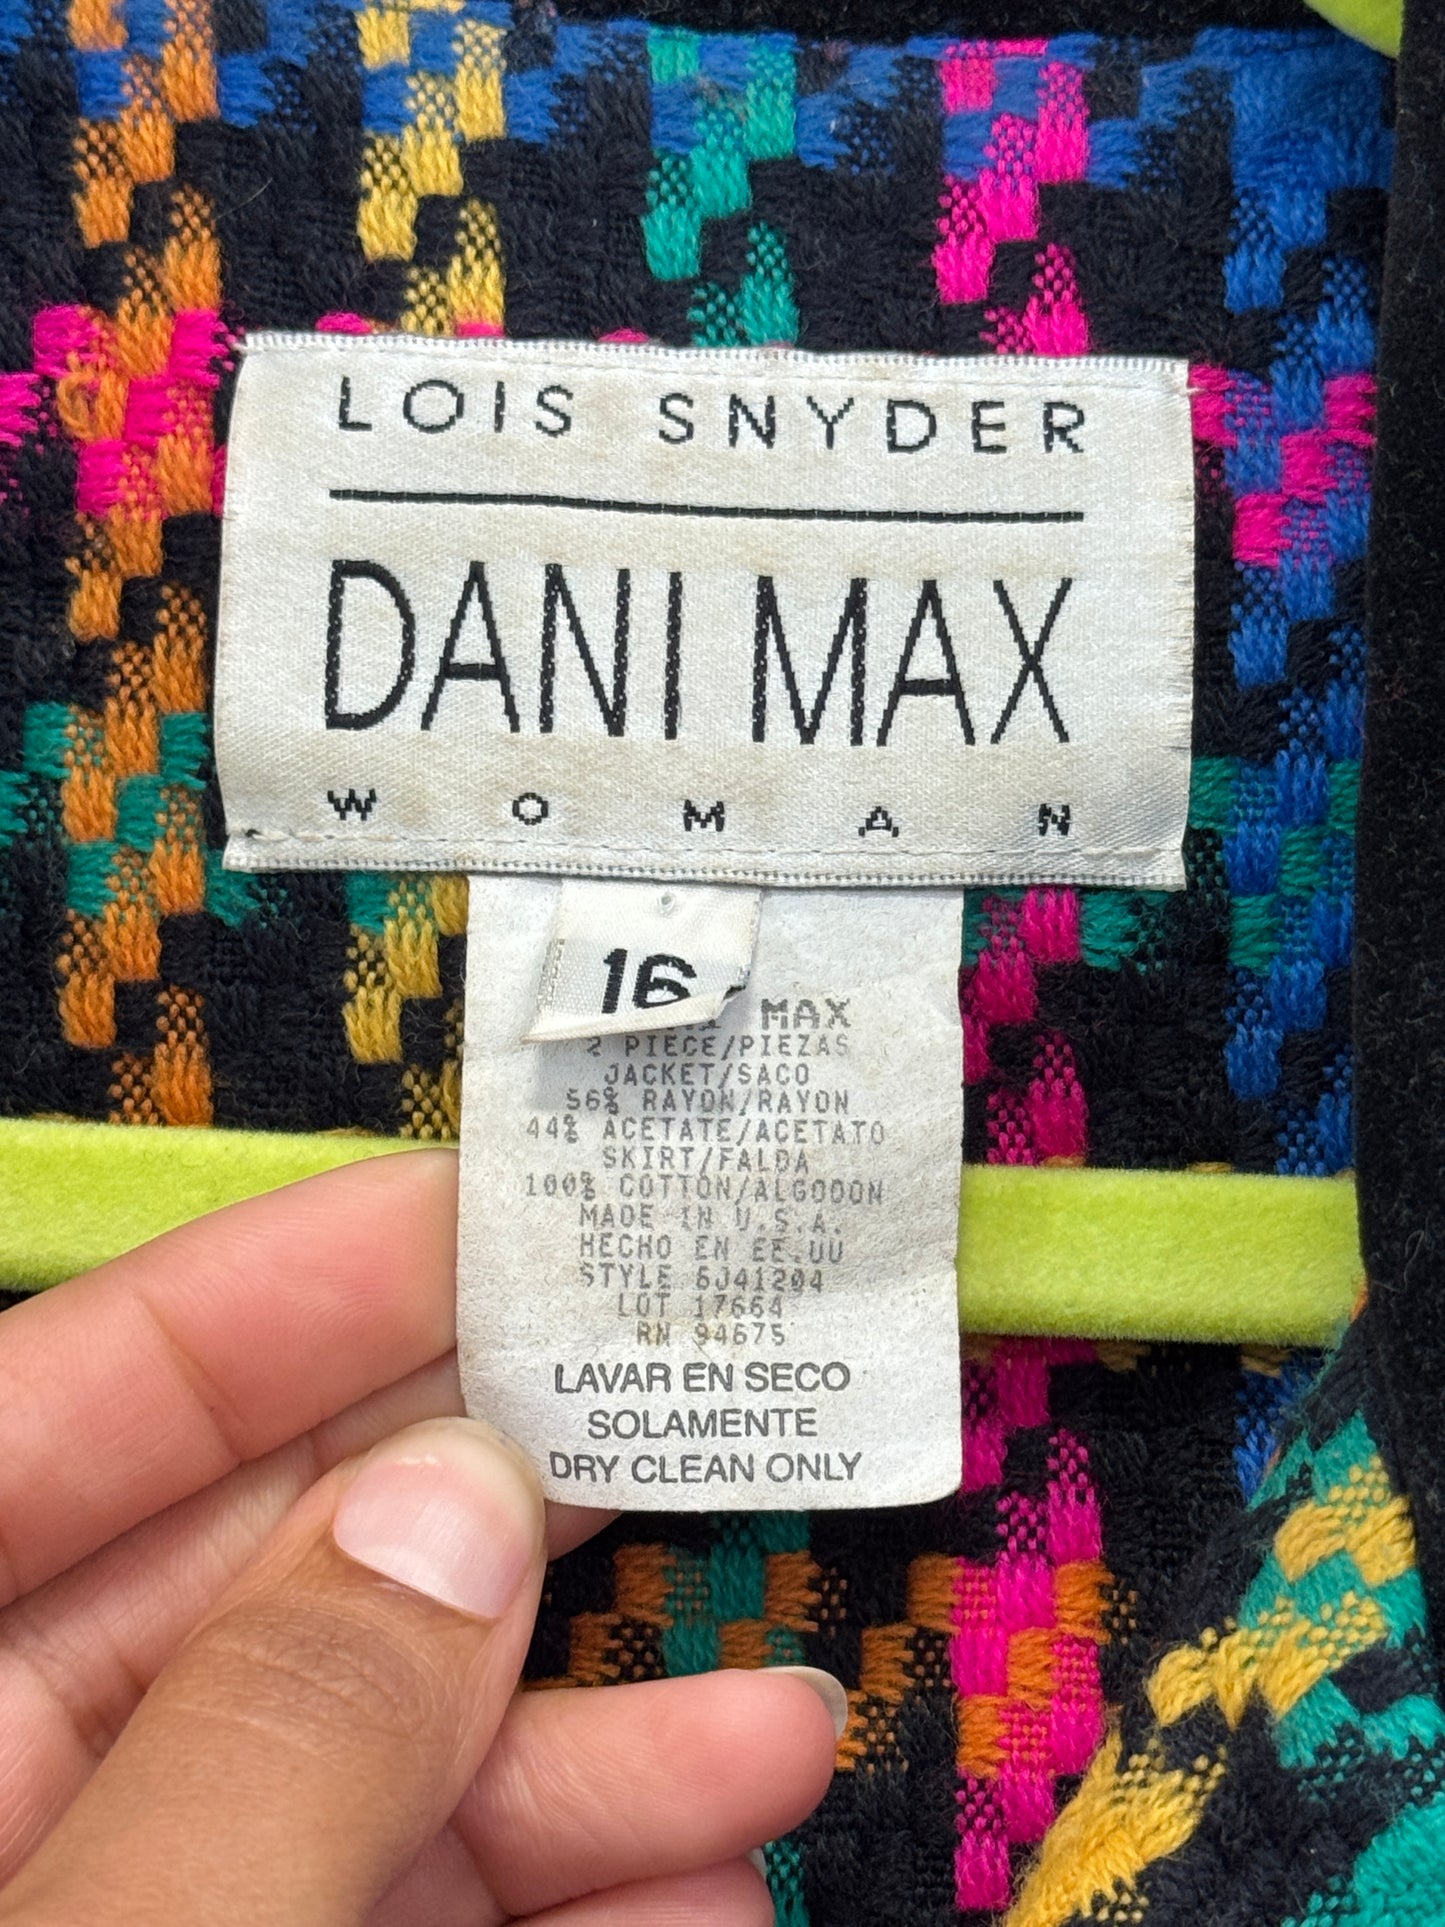 LOIS SNYDER
DANI MAX
WOMAN
16
MAX
2 PIECE/PIEZAS
JACKET/SACO
56% RAYON/RAYON
44% ACETATE/ACETATO
SKIRT/FALDA
100% COTTON/ALGODON
MADE IN U.S.A.
HECHO EN EE.UU
STYLE 6J41204
LOT 17664
RN 94675
LAVAR EN SECO
SOLAMENTE
DRY CLEAN ONLY